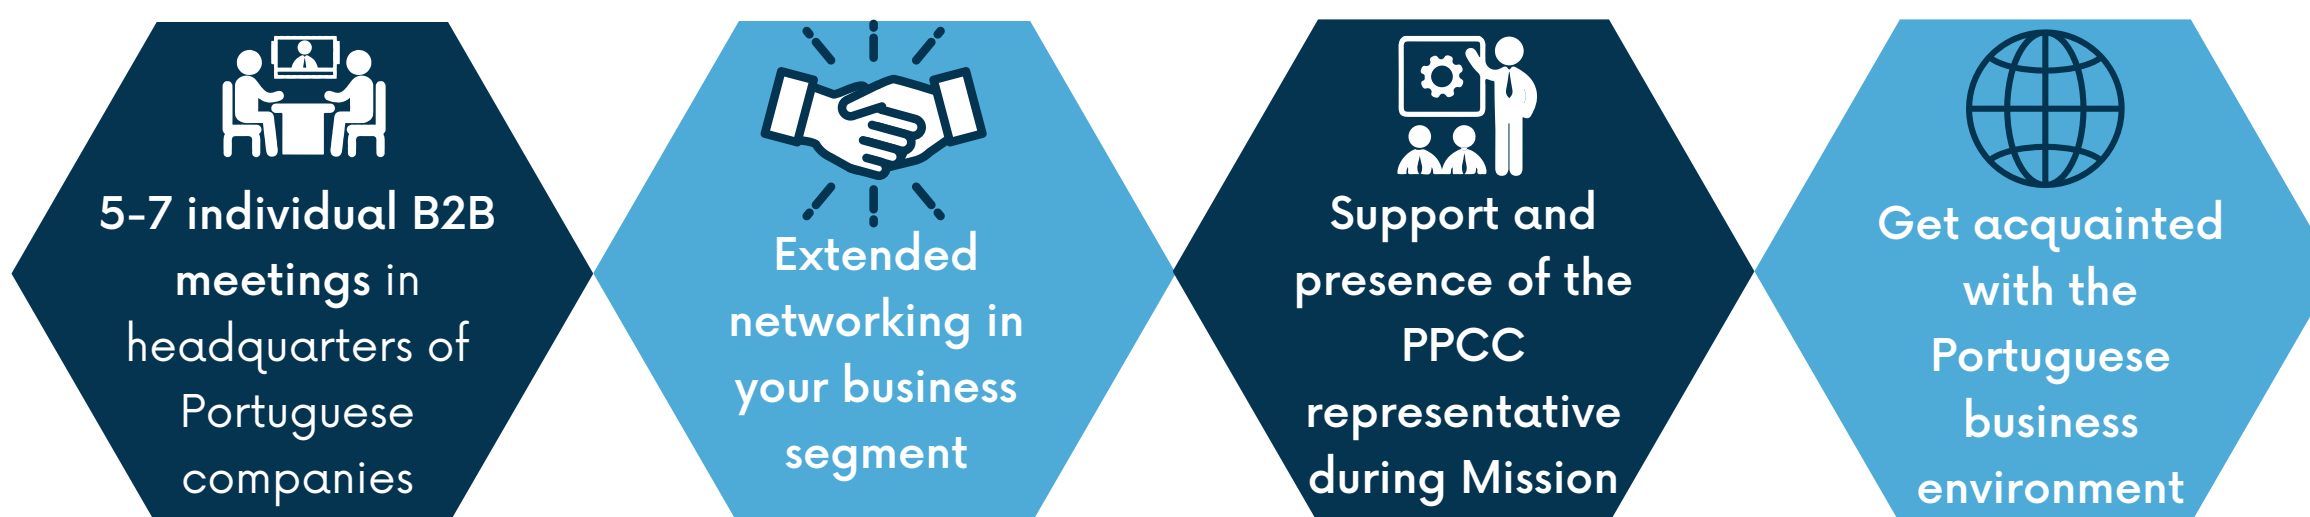 5-7 individual B2B
meetings in
headquarters of
Portuguese
companies
Extended
networking in
your business
segment
Support and
presence of the
PPCC
representative
during Mission
Get acquainted
with the
Portuguese
business
environment